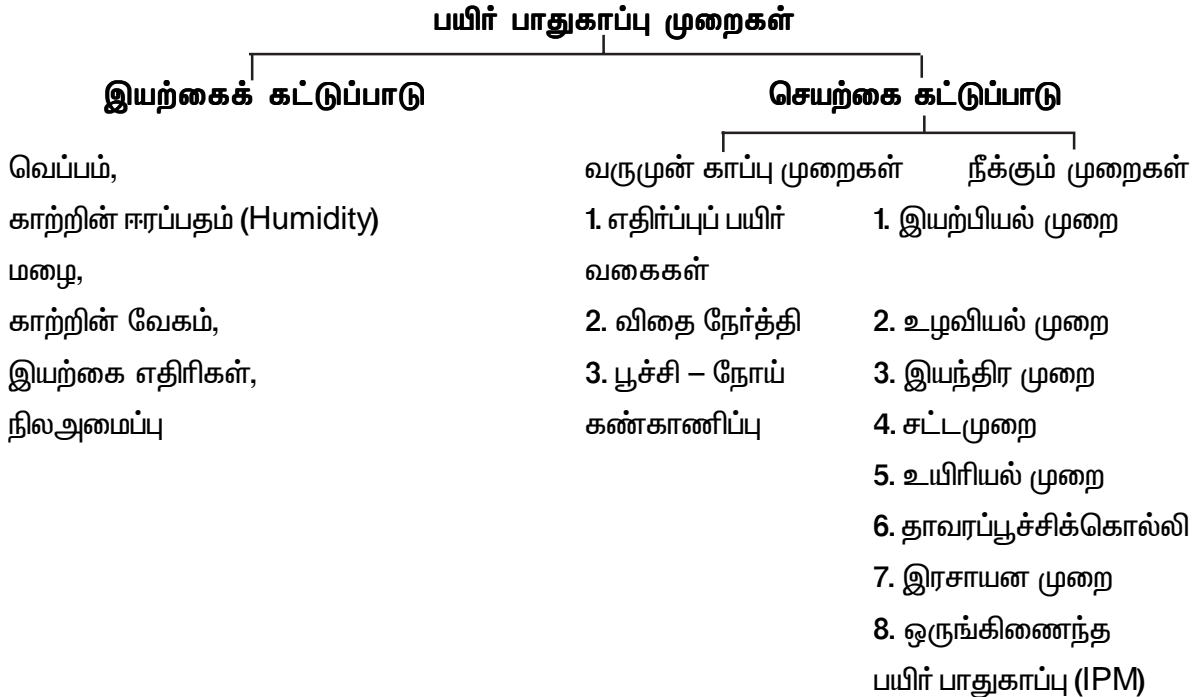 பயிர் பாதுகாப்பு முறைகள்
இயற்கைக் கட்டுப்பாடு
வெப்பம்,
காற்றின் ஈரப்பதம் (Humidity)
மழை,
காற்றின் வேகம்,
இயற்கை எதிரிகள்,
நிலஅமைப்பு
செயற்கை கட்டுப்பாடு
வருமுன் காப்பு முறைகள்
1. எதிர்ப்புப் பயிர்
வகைகள்
2. விதை நேர்த்தி
3. பூச்சி – நோய்
கண்காணிப்பு
நீக்கும் முறைகள்
1. இயற்பியல் முறை
2. உழவியல் முறை
3. இயந்திர முறை
4. சட்டமுறை
5. உயிரியல் முறை
6. தாவரப்பூச்சிக்கொல்லி
7. இரசாயன முறை
8. ஒருங்கிணைந்த
பயிர் பாதுகாப்பு (IPM)